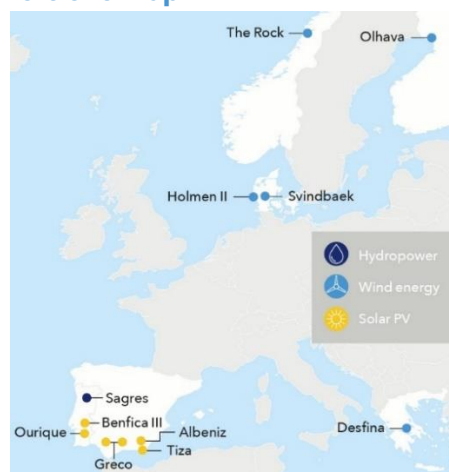 The Rock
Olhava
Holmen II
Svindbaek
Hydropower
Wind energy
Solar PV
Sagres
Benfica III
Ourique
Albeniz
Desfina
Tiza
Greco